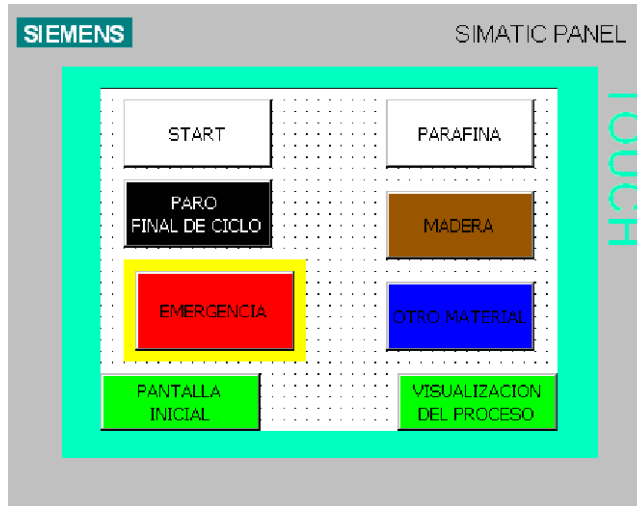 SIEMENS
SIMATIC PANEL
TOUCH
START
PARAFINA
PARO
FINAL DE CICLO
MADERA
EMERGENCIA
OTRO MATERIAL
PANTALLA
INICIAL
VISUALIZACION
DEL PROCESO